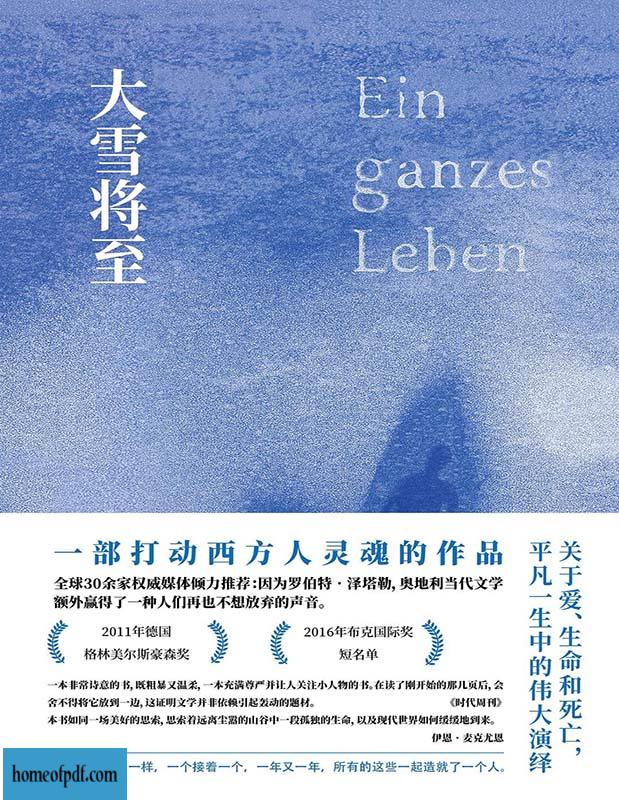 大雪将至
Ein
ganzes
Leben
一部打动西方人灵魂的作品
全球30余家权威媒体倾力推荐:因为罗伯特·泽塔勒,奥地利当代文学
额外赢得了一种人们再也不想放弃的声音。
2011年德国
格林美尔斯豪森奖
2016年布克国际奖
短名单
一本非常诗意的书,既粗暴又温柔,一本充满尊严并让人关注小人物的书。在读了刚开始的那几页后,会
舍不得将它放到一边,这证明文学并非依赖引起轰动的题材。
《时代周刊》
本书如同一场美好的思索,思索着远离尘嚣的山谷中一段孤独的生命,以及现代世界如何缓缓地到来。
伊恩·麦克尤恩
一样,一个接着一个,一年又一年,所有的这些一起造就了一个人。
关于爱、生命和死亡,
平凡一生中的伟大演绎
homeofpdf.com